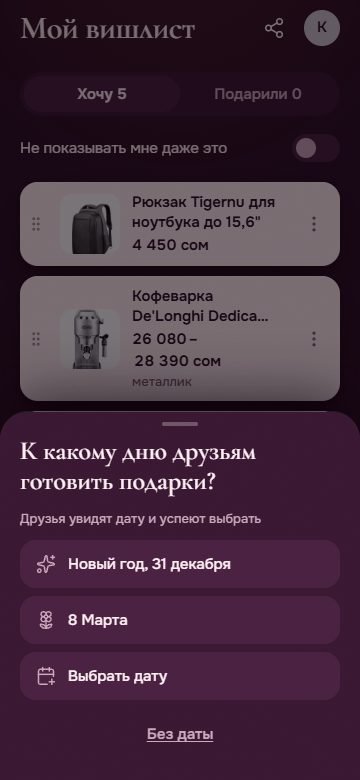 Мой вишлист
К
Хочу 5
Подарили 0
Не показывать мне даже это
Рюкзак Tigernu для
ноутбука до 15,6"
4 450 сом
Кофеварка
De'Longhi Dedica...
26 080 –
28 390 сом
металлик
К какому дню друзьям
готовить подарки?
Друзья увидят дату и успеют выбрать
Новый год, 31 декабря
8 Марта
Выбрать дату
Без даты